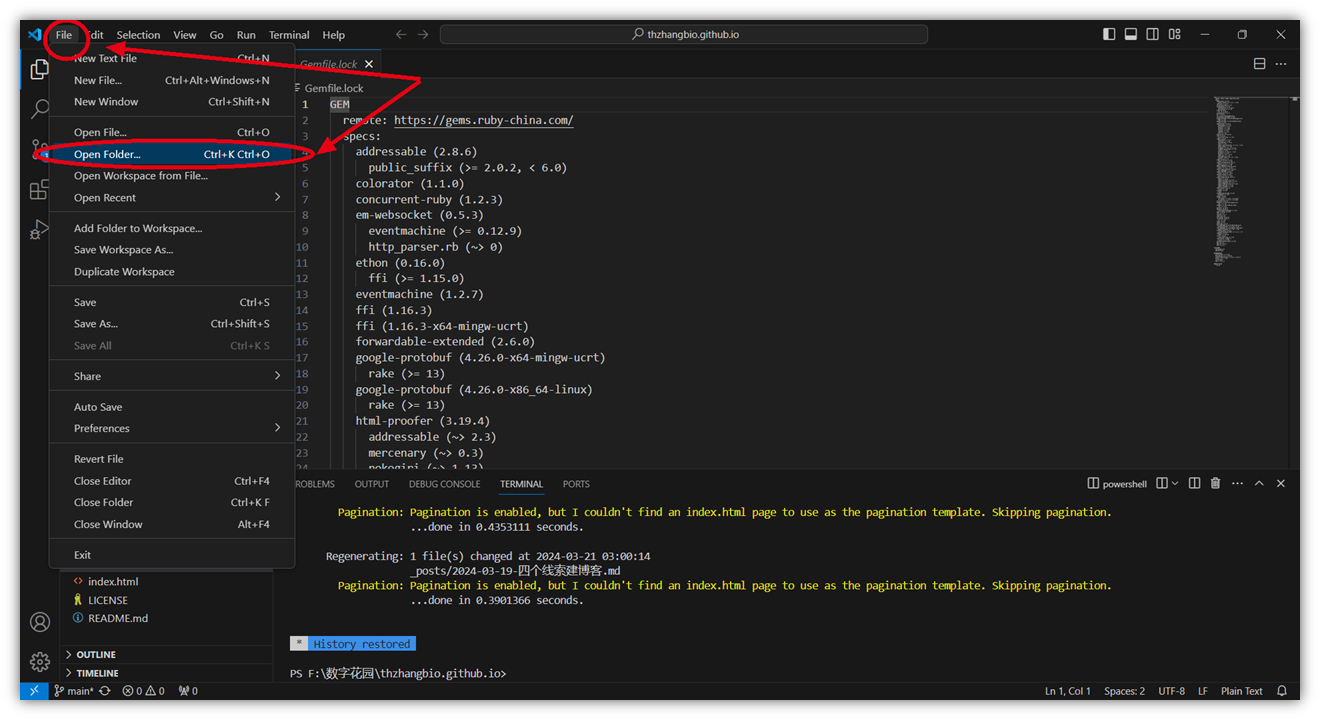 File Edit Selection View Go Run Terminal Help
thzhangbio.github.io
New Text File Ctrl+N
New File... Ctrl+Alt+Windows+N
New Window Ctrl+Shift+N
Open File... Ctrl+O
Open Folder... Ctrl+K Ctrl+O
Open Workspace from File...
Open Recent
Add Folder to Workspace...
Save Workspace As...
Duplicate Workspace
Save Ctrl+S
Save As... Ctrl+Shift+S
Save All Ctrl+K S
Share
Auto Save
Preferences
Revert File
Close Editor Ctrl+F4
Close Folder Ctrl+K F
Close Window Alt+F4
Exit
index.html
LICENSE
README.md
OUTLINE
TIMELINE
Gemfile.lock
Gemfile.lock
1 GEM
2 remote: https://gems.ruby-china.com/
3 specs:
4 addressable (2.8.6)
5 public_suffix (>= 2.0.2, < 6.0)
6 colorator (1.1.0)
7 concurrent-ruby (1.2.3)
8 em-websocket (0.5.3)
9 eventmachine (>= 0.12.9)
10 http_parser.rb (~> 0)
11 ethon (0.16.0)
12 ffi (>= 1.15.0)
13 eventmachine (1.2.7)
14 ffi (1.16.3)
15 ffi (1.16.3-x64-mingw-ucrt)
16 forwardable-extended (2.6.0)
17 google-protobuf (4.26.0-x64-mingw-ucrt)
18 rake (>= 13)
19 google-protobuf (4.26.0-x86_64-linux)
20 rake (>= 13)
21 html-proofer (3.19.4)
22 addressable (~> 2.3)
23 mercenary (~> 0.3)
24 nokogiri (~> 1.13)
ROBLEMS OUTPUT DEBUG CONSOLE TERMINAL PORTS powershell
Pagination: Pagination is enabled, but I couldn't find an index.html page to use as the pagination template. Skipping pagination.
...done in 0.4353111 seconds.
Regenerating: 1 file(s) changed at 2024-03-21 03:00:14
_posts/2024-03-19-四个线索建博客.md
Pagination: Pagination is enabled, but I couldn't find an index.html page to use as the pagination template. Skipping pagination.
...done in 0.3901366 seconds.
* History restored
PS F:\数字花园\thzhangbio.github.io>
main* 0 0 0 Ln 1, Col 1 Spaces: 2 UTF-8 LF Plain Text